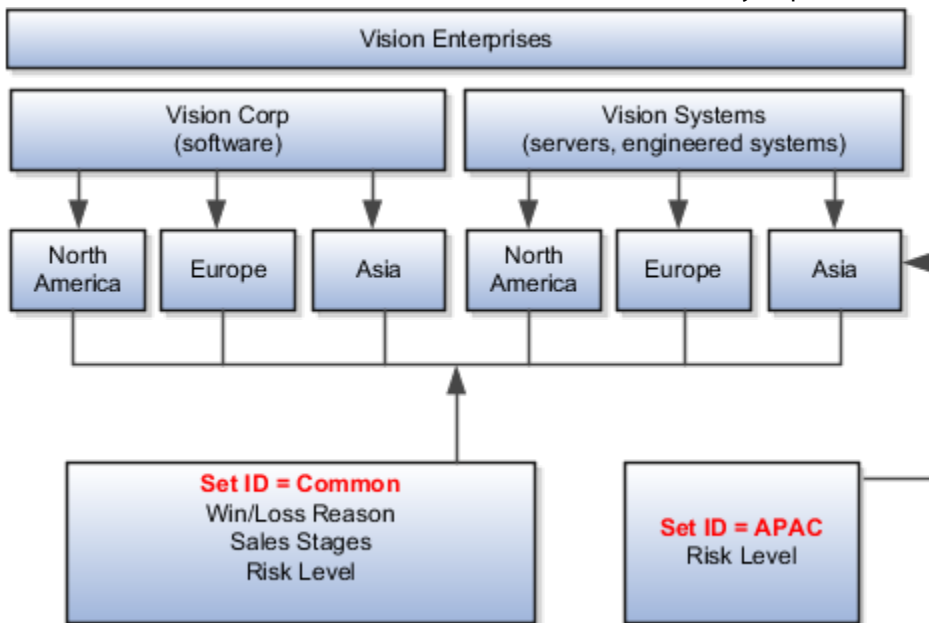 Vision Enterprises
Vision Corp
(software)
Vision Systems
(servers, engineered systems)
North
America
Europe
Asia
North
America
Europe
Asia
Set ID = Common
Win/Loss Reason
Sales Stages
Risk Level
Set ID = APAC
Risk Level